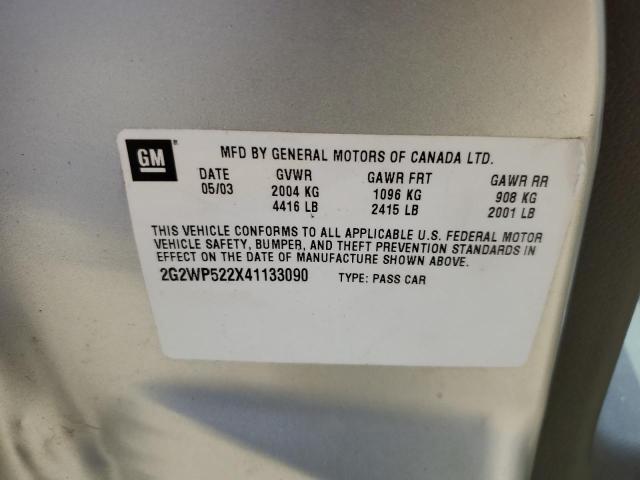 GM
MFD BY GENERAL MOTORS OF CANADA LTD.
DATE GVWR GAWR FRT GAWR RR
05/03 2004 KG 1096 KG 908 KG
4416 LB 2415 LB 2001 LB
THIS VEHICLE CONFORMS TO ALL APPLICABLE U.S. FEDERAL MOTOR
VEHICLE SAFETY, BUMPER, AND THEFT PREVENTION STANDARDS IN
EFFECT ON THE DATE OF MANUFACTURE SHOWN ABOVE.
2G2WP522X41133090 TYPE: PASS CAR